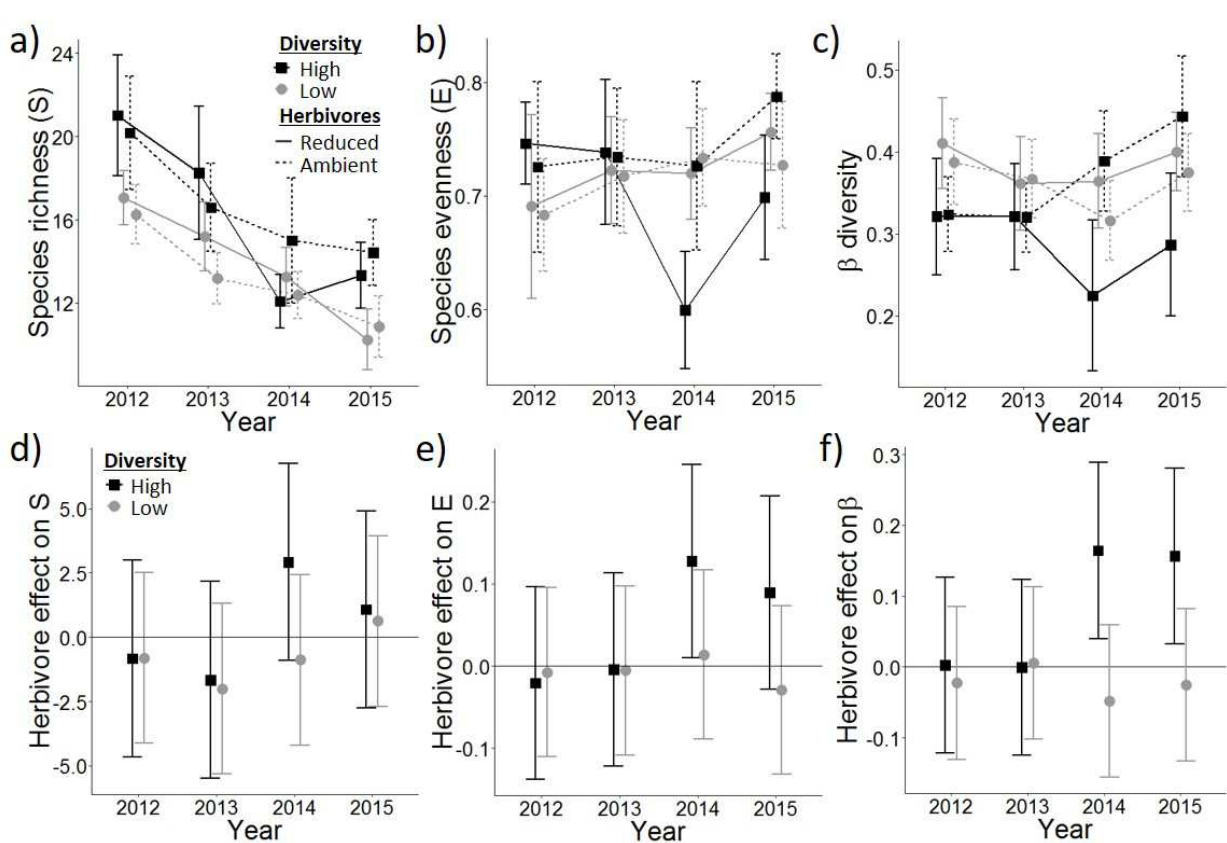 a)
Species richness (S)
24
20
16
12
Diversity
High
Low
Herbivores
Reduced
Ambient
2012 2013 2014 2015
Year
b)
Species evenness (E)
0.8
0.7
0.6
2012 2013 2014 2015
Year
c)
β diversity
0.5
0.4
0.3
0.2
2012 2013 2014 2015
Year
d)
Herbivore effect on S
Diversity
High
Low
5.0
2.5
0.0
-2.5
-5.0
2012 2013 2014 2015
Year
e)
Herbivore effect on E
0.2
0.1
0.0
-0.1
2012 2013 2014 2015
Year
f)
Herbivore effect on β
0.3
0.2
0.1
0.0
-0.1
2012 2013 2014 2015
Year